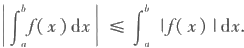 | ∫_a^b f( x ) dx | ≤ ∫_a^b | f( x ) | dx.